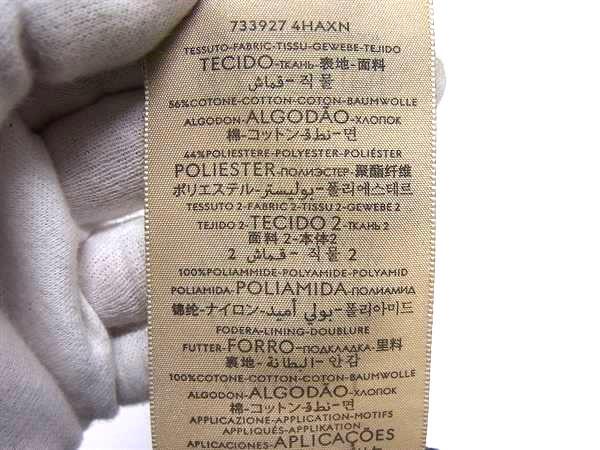 733927 4HAXN
TESSUTO-FABRIC-TISSU-GEWEBE-TEJIDO
TECIDO-ТКАНЬ-表地-面料
قماش-직물
56%COTONE-COTTON-COTON-BAUMWOLLE
ALGODON-ALGODÃO-ХЛОПОК
棉-コットン-قطن-면
44%POLIESTERE-POLYESTER-POLIÉSTER
POLIESTER-ПОЛИЭСТЕР-聚酯纤维
ポリエステル-بوليستر-폴리에스테르
TESSUTO 2-FABRIC 2-TISSU 2-GEWEBE 2
TEJIDO 2-TECIDO 2-ТКАНЬ 2
面料 2-本体2
2 قماش-직물 2
100%POLIAMMIDE-POLYAMIDE-POLYAMID
POLIAMIDA-POLIAMIDA-ПОЛИАМИД
锦纶-ナイロン-بولي أميد-폴리아미드
FODERA-LINING-DOUBLURE
FUTTER-FORRO-ПОДКЛАДКА-里料
裏地-البطانة-안감
100%COTONE-COTTON-COTON-BAUMWOLLE
ALGODON-ALGODÃO-ХЛОПОК
棉-コットン-قطن-면
APPLICAZIONE-APPLICATION-MOTIFS
APPLIQUÉS-APPLIKATION
APLICACIONES-APLICAÇÕES